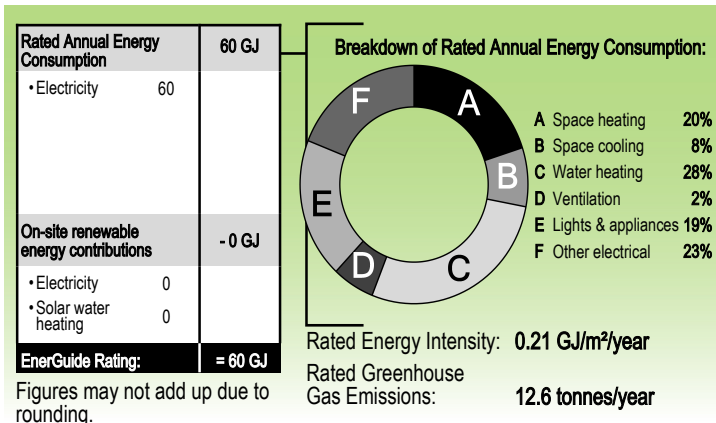 Rated Annual Energy
Consumption
60 GJ
• Electricity 60
On-site renewable
energy contributions
- 0 GJ
• Electricity 0
• Solar water
heating
0
EnerGuide Rating: = 60 GJ
Figures may not add up due to
rounding.
Breakdown of Rated Annual Energy Consumption:
A
B
C
D
E
F
A Space heating 20%
B Space cooling 8%
C Water heating 28%
D Ventilation 2%
E Lights & appliances 19%
F Other electrical 23%
Rated Energy Intensity: 0.21 GJ/m²/year
Rated Greenhouse
Gas Emissions: 12.6 tonnes/year